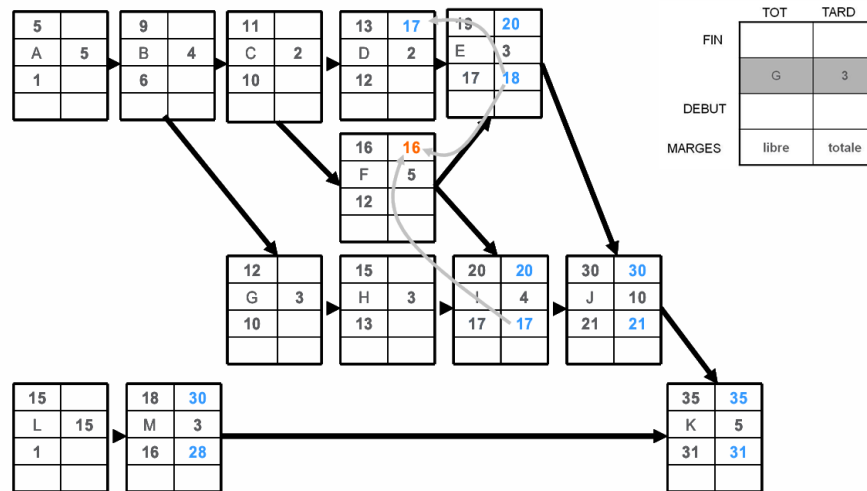 TOT TARD
FIN
G 3
DEBUT
MARGES libre totale
5
A 5
1
9
B 4
6
11
C 2
10
13 17
D 2
12
19 20
E 3
17 18
16 16
F 5
12
12
G 3
10
15
H 3
13
20 20
I 4
17 17
30 30
J 10
21 21
15
L 15
1
18 30
M 3
16 28
35 35
K 5
31 31